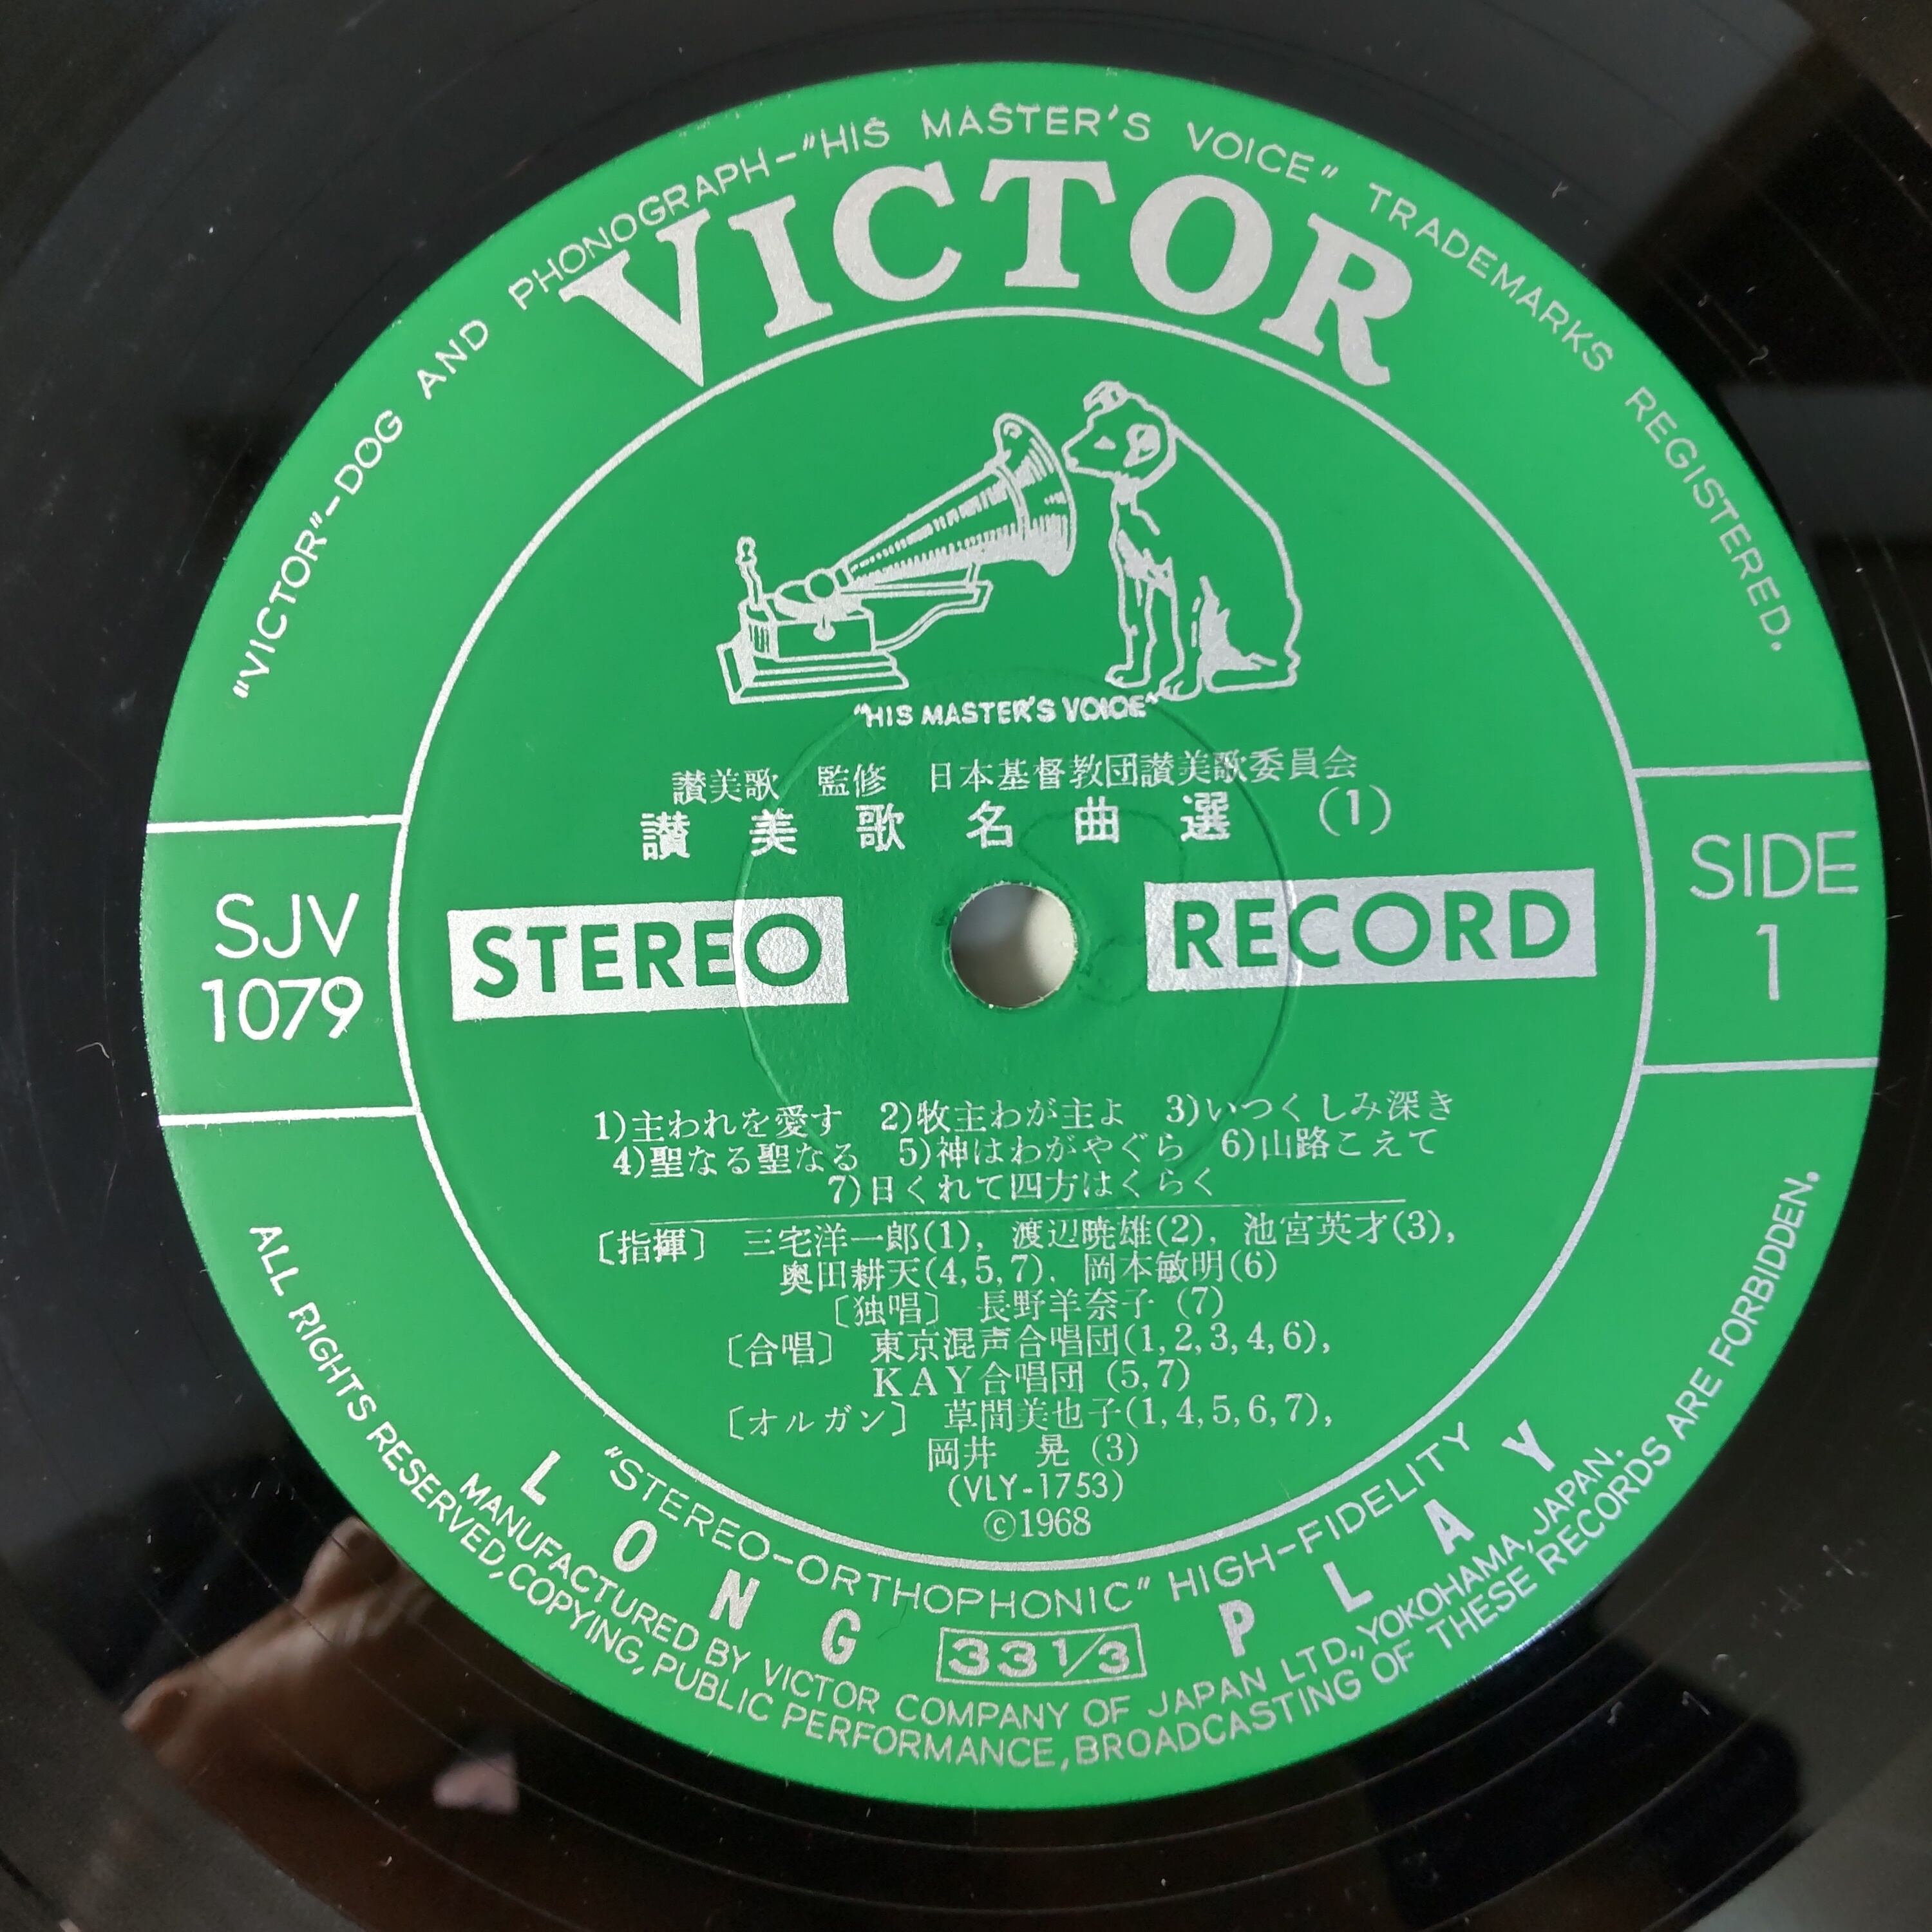 "VICTOR"–DOG AND PHONOGRAPH–"HIS MASTER'S VOICE" TRADEMARKS REGISTERED.
VICTOR
"HIS MASTER'S VOICE"
讃美歌 監修 日本基督教団讃美歌委員会
讃美歌名曲選 (1)
SJV
1079
STEREO RECORD
SIDE
1
1)主われを愛す 2)牧主わが主よ 3)いつくしみ深き
4)聖なる聖なる 5)神はわがやぐら 6)山路こえて
7)日くれて四方はくらく
〔指揮〕 三宅洋一郎(1), 渡辺暁雄(2), 池宮英才(3),
奥田耕天(4,5,7), 岡本敏明(6)
〔独唱〕 長野羊奈子 (7)
〔合唱〕 東京混声合唱団(1,2,3,4,6),
KAY合唱団 (5,7)
〔オルガン〕 草間美也子(1,4,5,6,7),
岡井 晃 (3)
(VLY-1753)
©1968
"STEREO–ORTHOPHONIC" HIGH–FIDELITY
LONG 33 1/3 PLAY
MANUFACTURED BY VICTOR COMPANY OF JAPAN LTD., YOKOHAMA, JAPAN.
ALL RIGHTS RESERVED, COPYING, PUBLIC PERFORMANCE, BROADCASTING OF THESE RECORDS ARE FORBIDDEN.